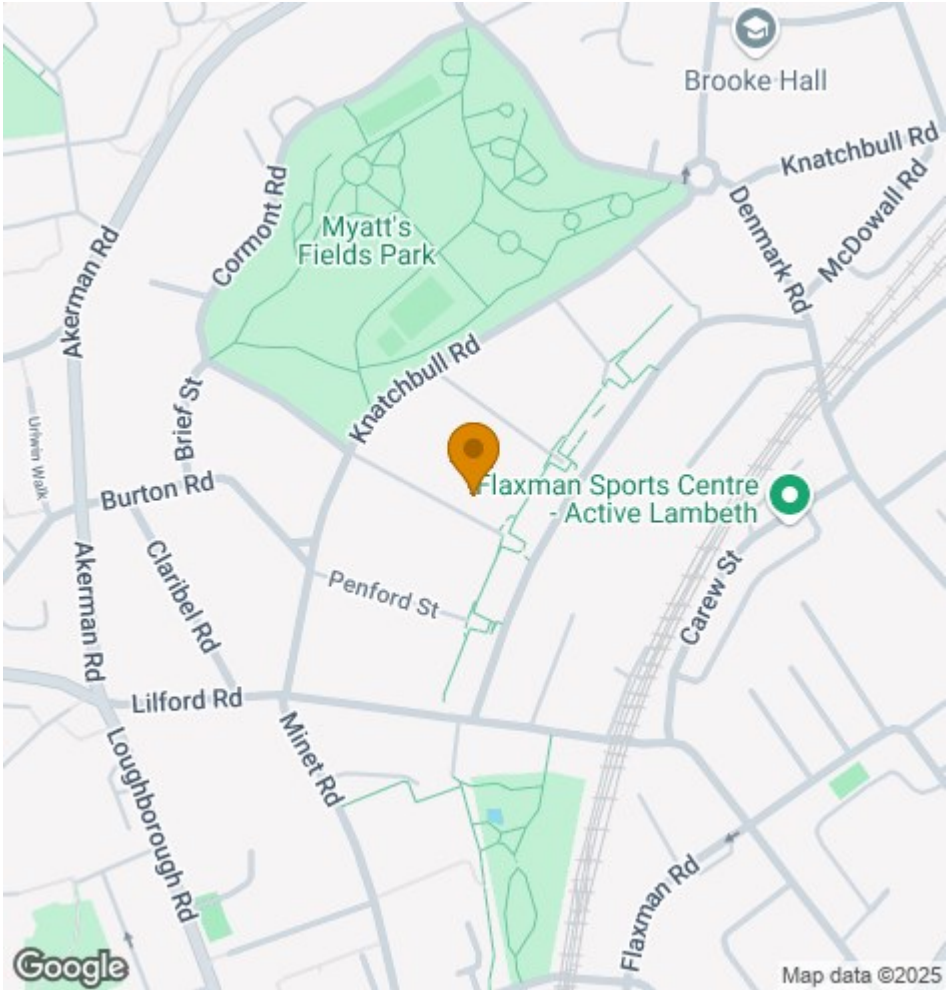 Brooke Hall
Knatchbull Rd
McDowall Rd
Denmark Rd
Cormont Rd
Myatt's
Fields Park
Akerman Rd
Knatchbull Rd
Brief St
Urlwin Walk
Burton Rd
Flaxman Sports Centre
- Active Lambeth
Claribel Rd
Akerman Rd
Penford St
Carew St
Lilford Rd
Minet Rd
Loughborough Rd
Flaxman Rd
Google
Map data ©2025